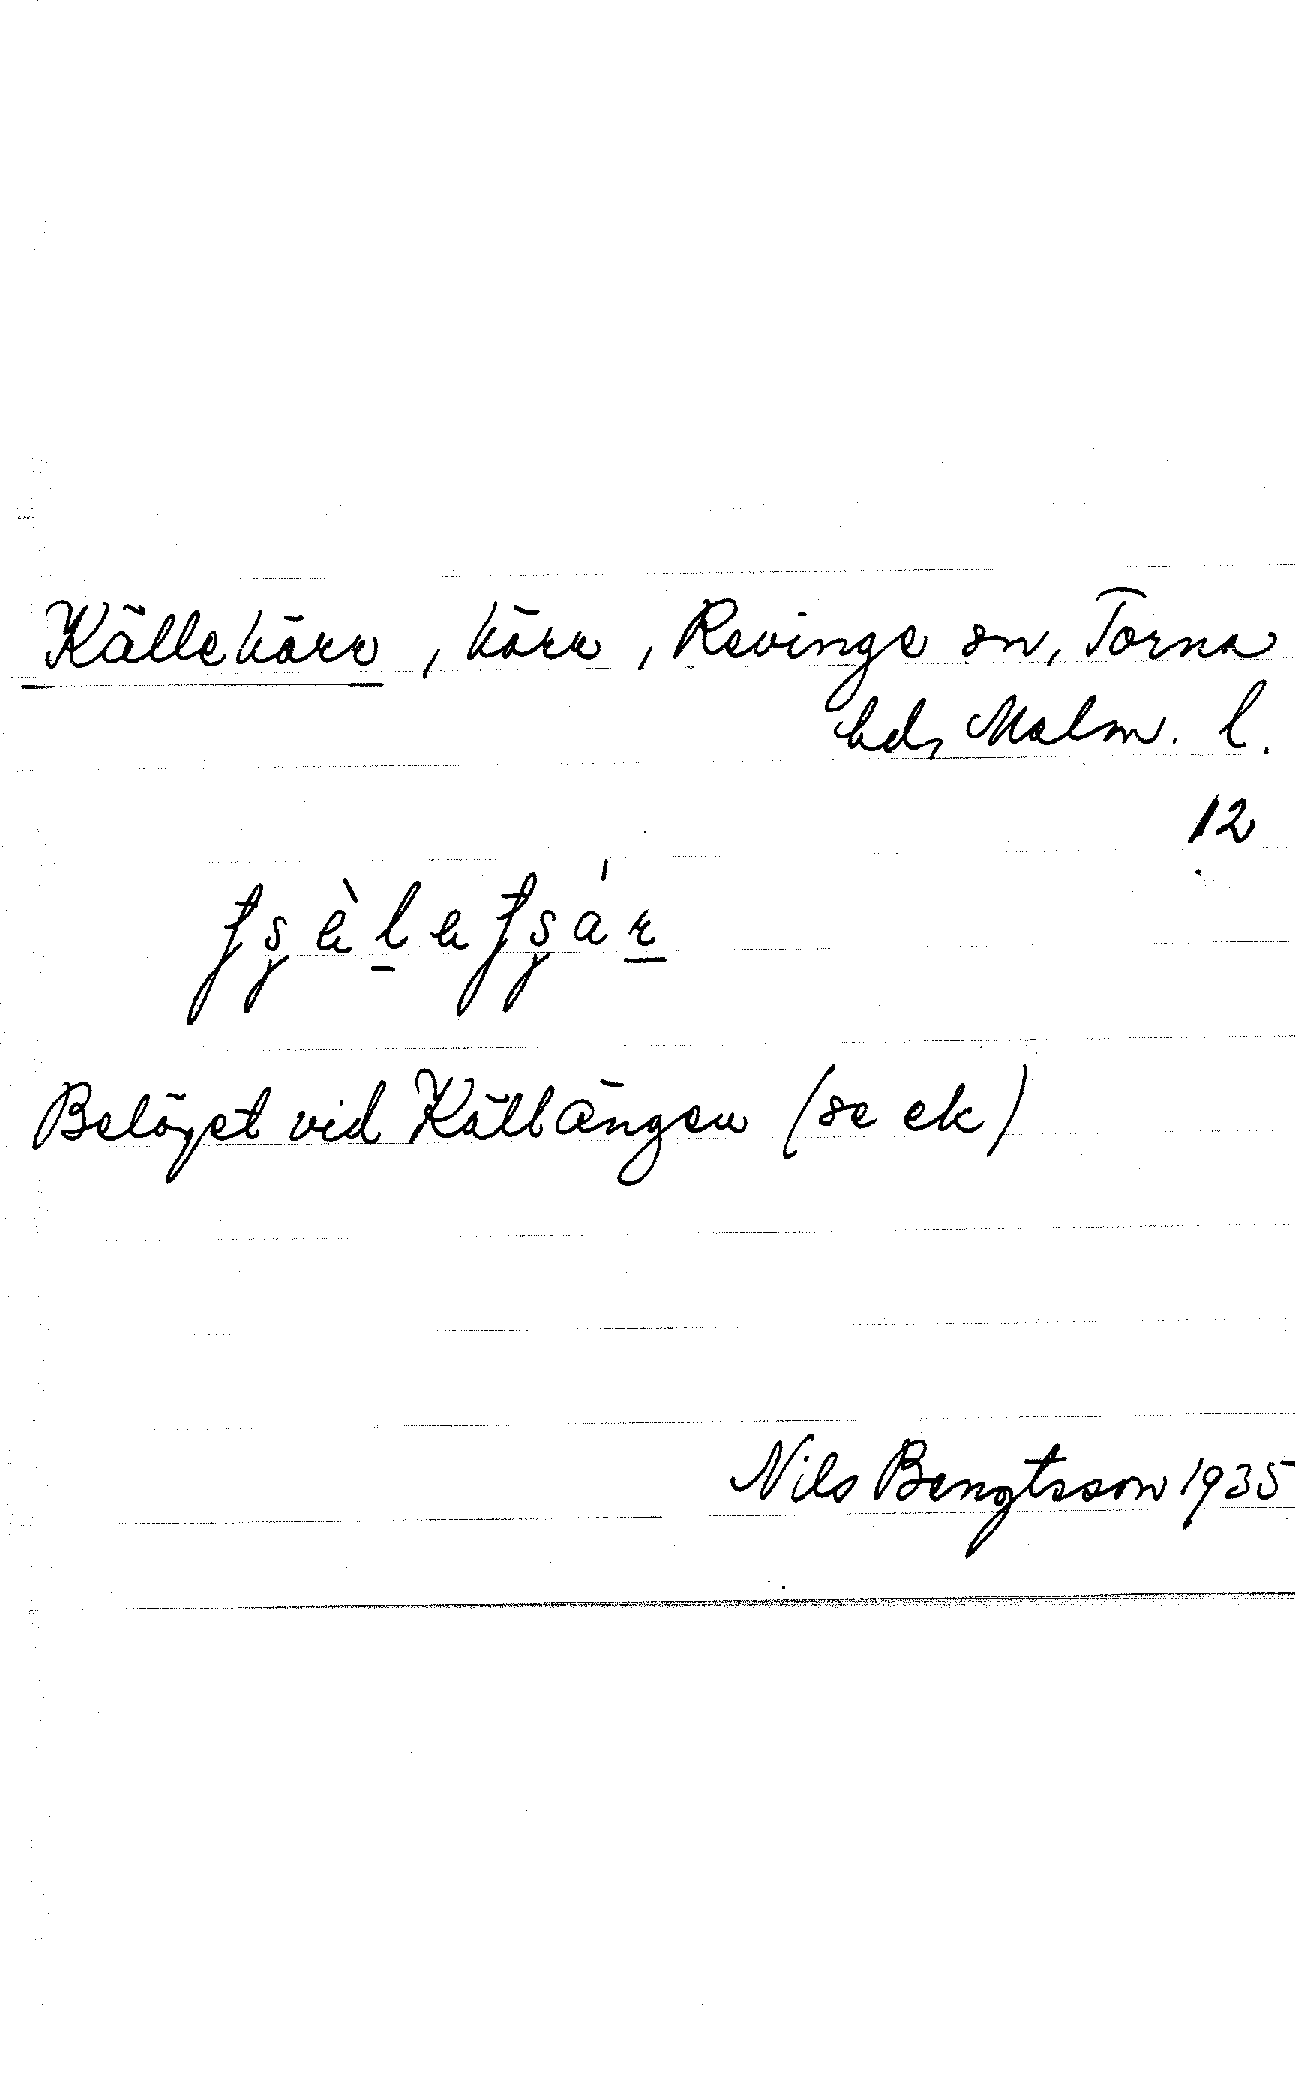 Källekärr, kärr, Revinge sn, Torna
hd, Malm. l.
12
Beläget vid Källängen (se ek)
Nils Bengtsson 1935